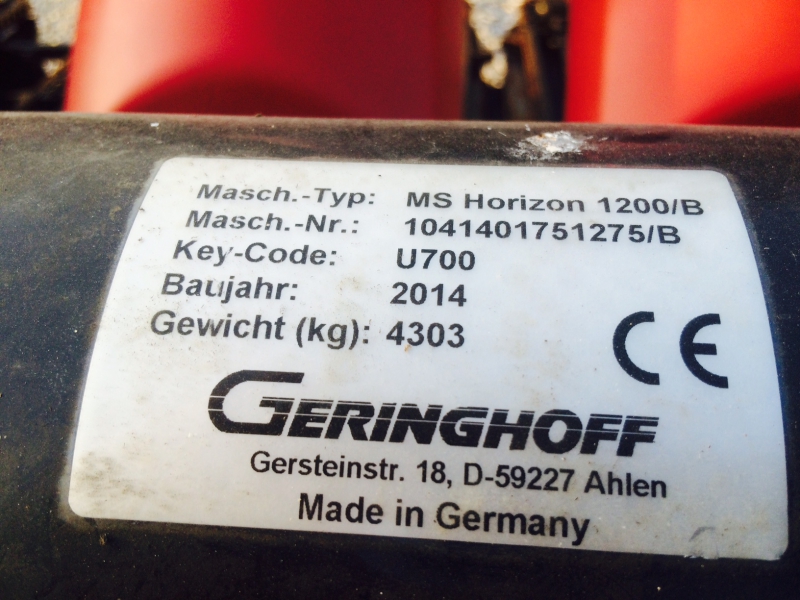 Masch.-Typ: MS Horizon 1200/B
Masch.-Nr.: 1041401751275/B
Key-Code: U700
Baujahr: 2014
Gewicht (kg): 4303
CE
GERINGHOFF
Gersteinstr. 18, D-59227 Ahlen
Made in Germany